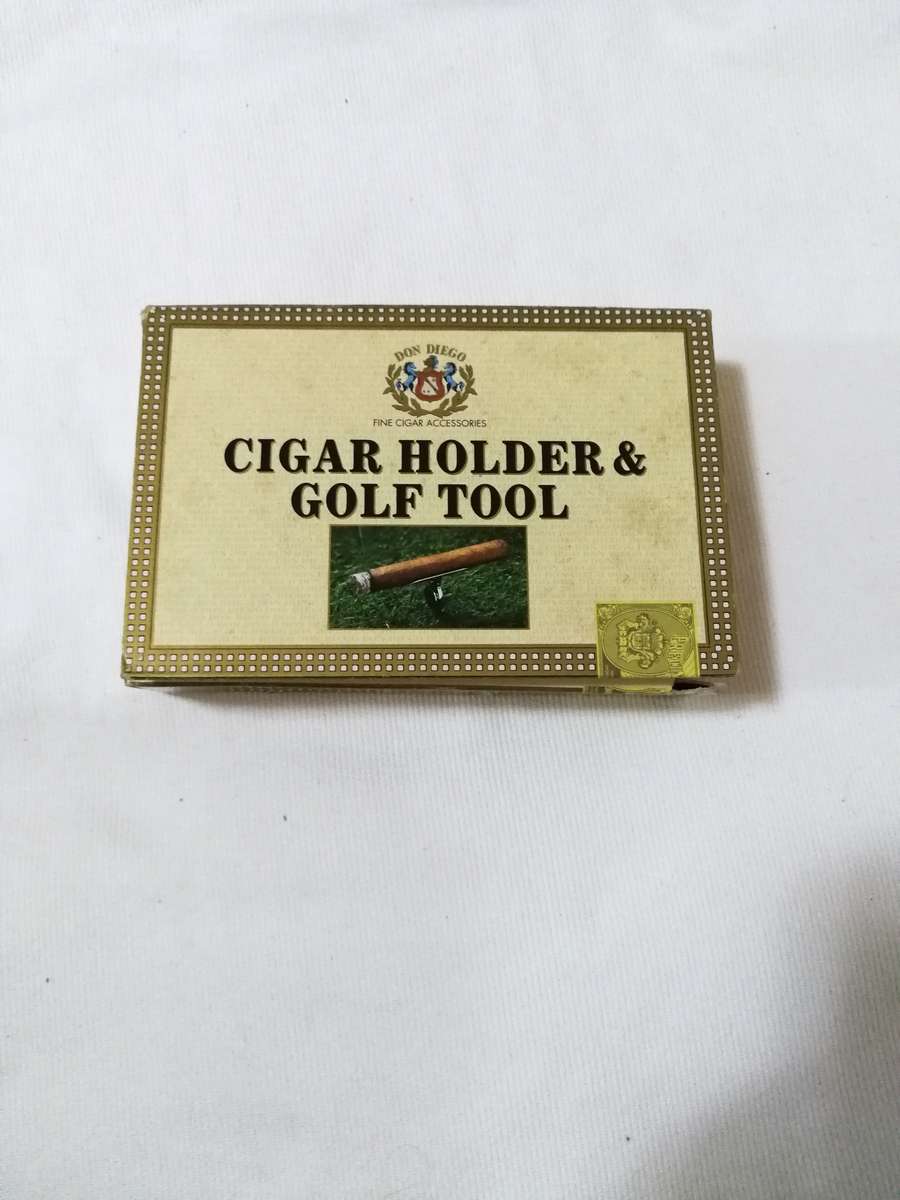 DON DIEGO
FINE CIGAR ACCESSORIES
CIGAR HOLDER &
GOLF TOOL